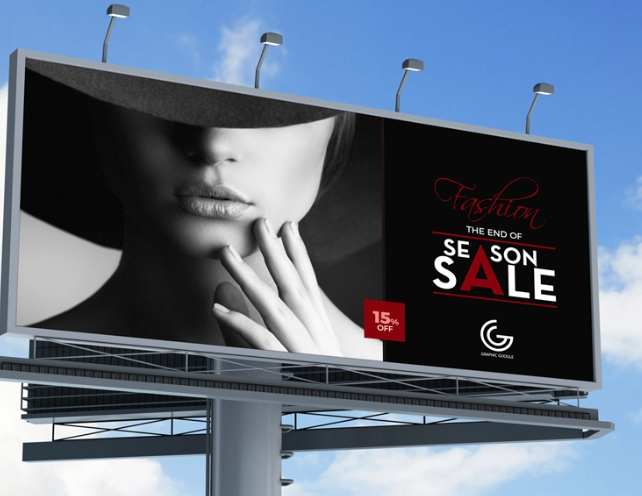 Fashion
THE END OF
SEASON
SALE
15%
OFF
GRAPHIC GOOGLE